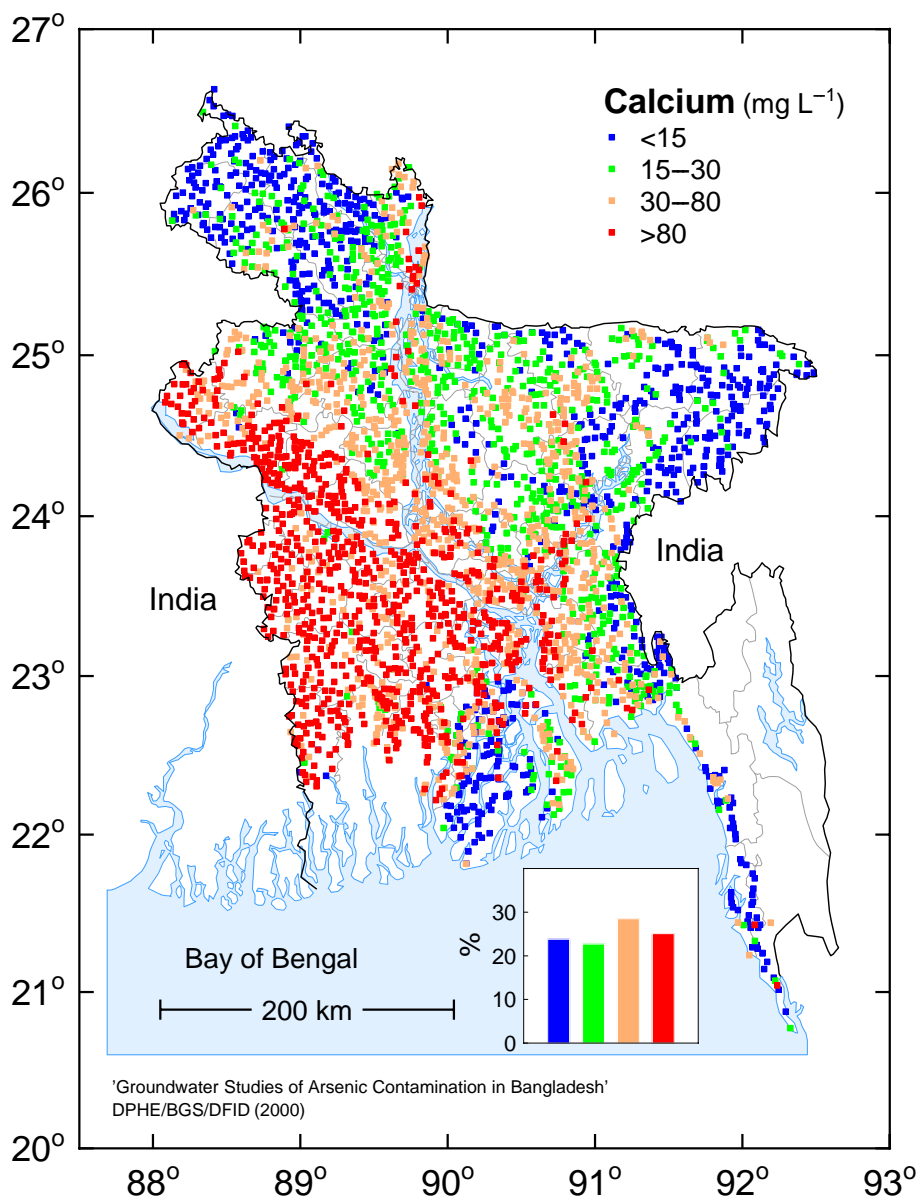 27°
Calcium (mg L⁻¹)
<15
15–30
26°
30–80
>80
25°
24°
India
India
23°
22°
30
%
20
Bay of Bengal
21°
10
200 km
0
'Groundwater Studies of Arsenic Contamination in Bangladesh'
DPHE/BGS/DFID (2000)
20°
88° 89° 90° 91° 92° 93°